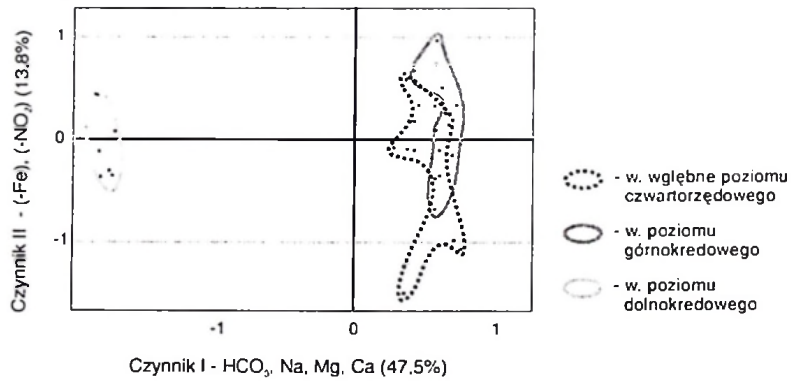 Czynnik II - (-Fe), (-NO₂) (13.8%)
1
0
-1
-1
0
1
Czynnik I - HCO₃, Na, Mg, Ca (47,5%)
- w. wgłębne poziomu
czwartorzędowego
- w. poziomu
górnokredowego
- w. poziomu
dolnokredowego